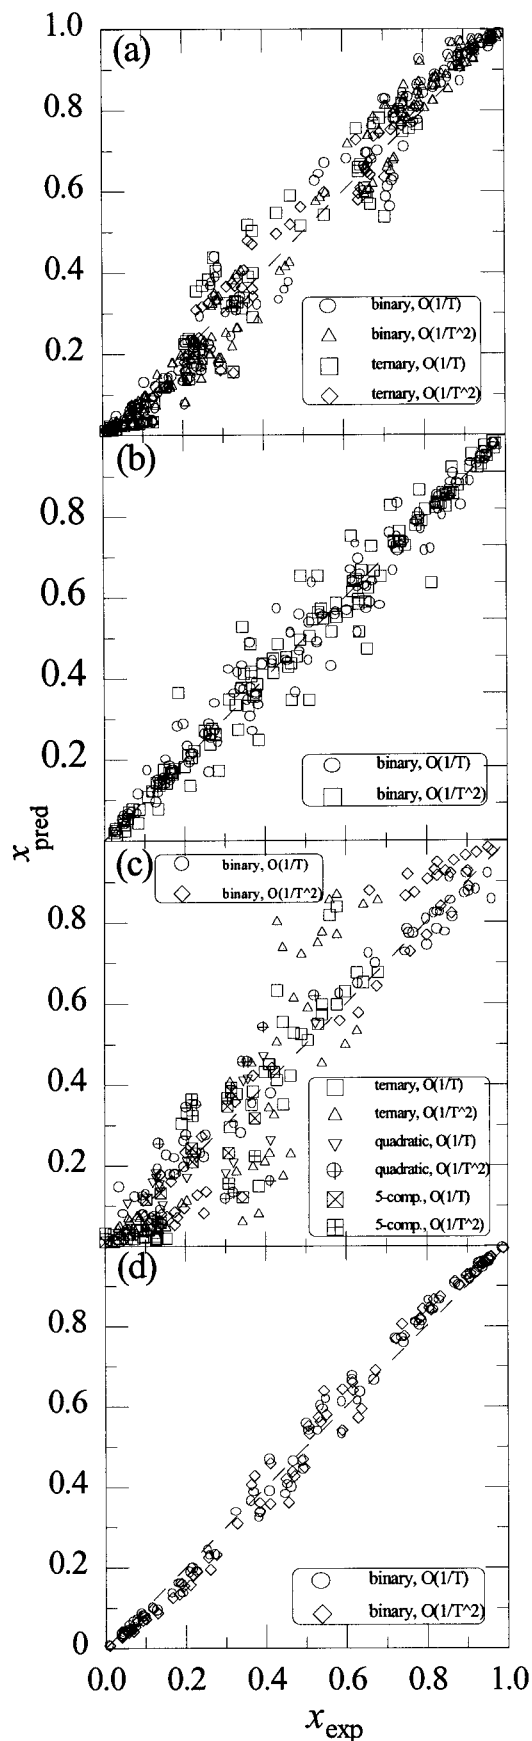 1.0
(a)
0.8
0.6
0.4
binary, O(1/T)
binary, O(1/T^2)
0.2
ternary, O(1/T)
ternary, O(1/T^2)
(b)
0.8
0.6
0.4
0.2
binary, O(1/T)
binary, O(1/T^2)
x_pred
(c)
binary, O(1/T)
binary, O(1/T^2)
0.8
0.6
0.4
ternary, O(1/T)
ternary, O(1/T^2)
quadratic, O(1/T)
0.2
quadratic, O(1/T^2)
5-comp., O(1/T)
5-comp., O(1/T^2)
(d)
0.8
0.6
0.4
0.2
binary, O(1/T)
binary, O(1/T^2)
0
0.0 0.2 0.4 0.6 0.8 1.0
x_exp